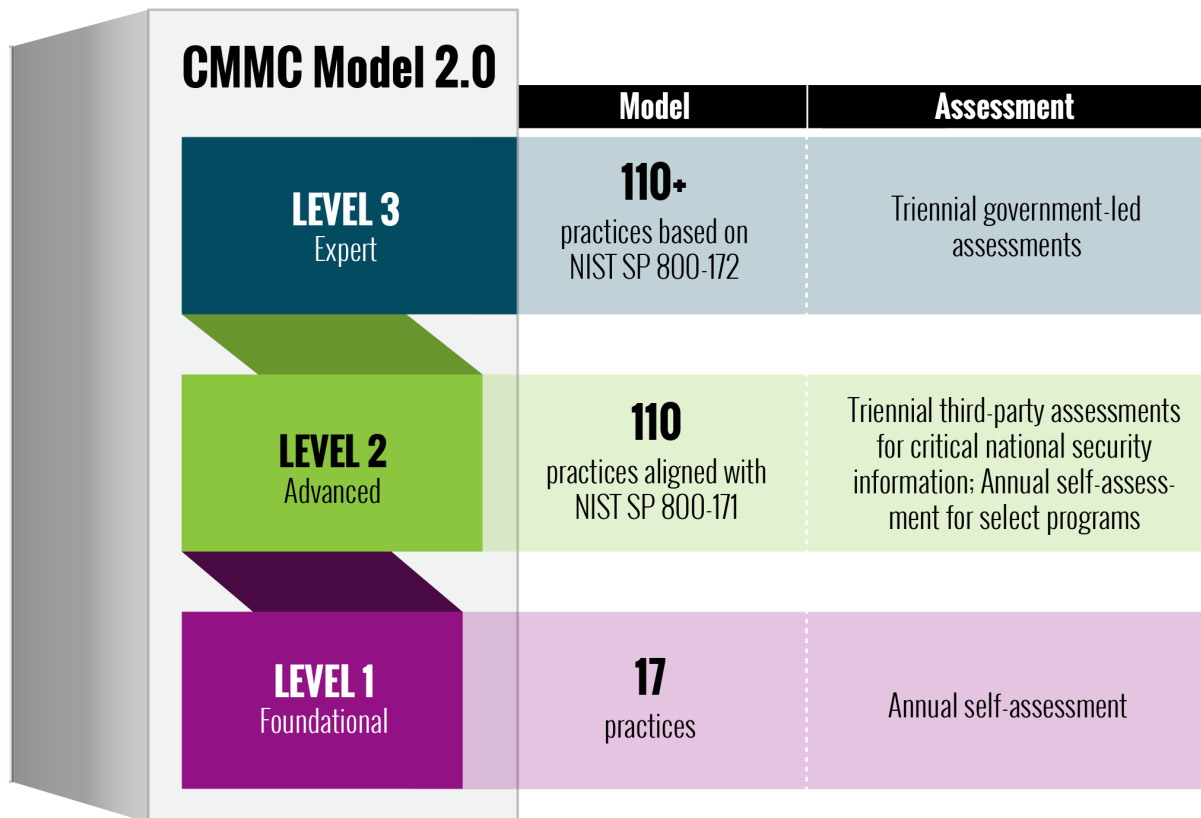 CMMC Model 2.0
Model
Assessment
LEVEL 3
Expert
110+
practices based on
NIST SP 800-172
Triennial government-led
assessments
LEVEL 2
Advanced
110
practices aligned with
NIST SP 800-171
Triennial third-party assessments
for critical national security
information; Annual self-assess-
ment for select programs
LEVEL 1
Foundational
17
practices
Annual self-assessment